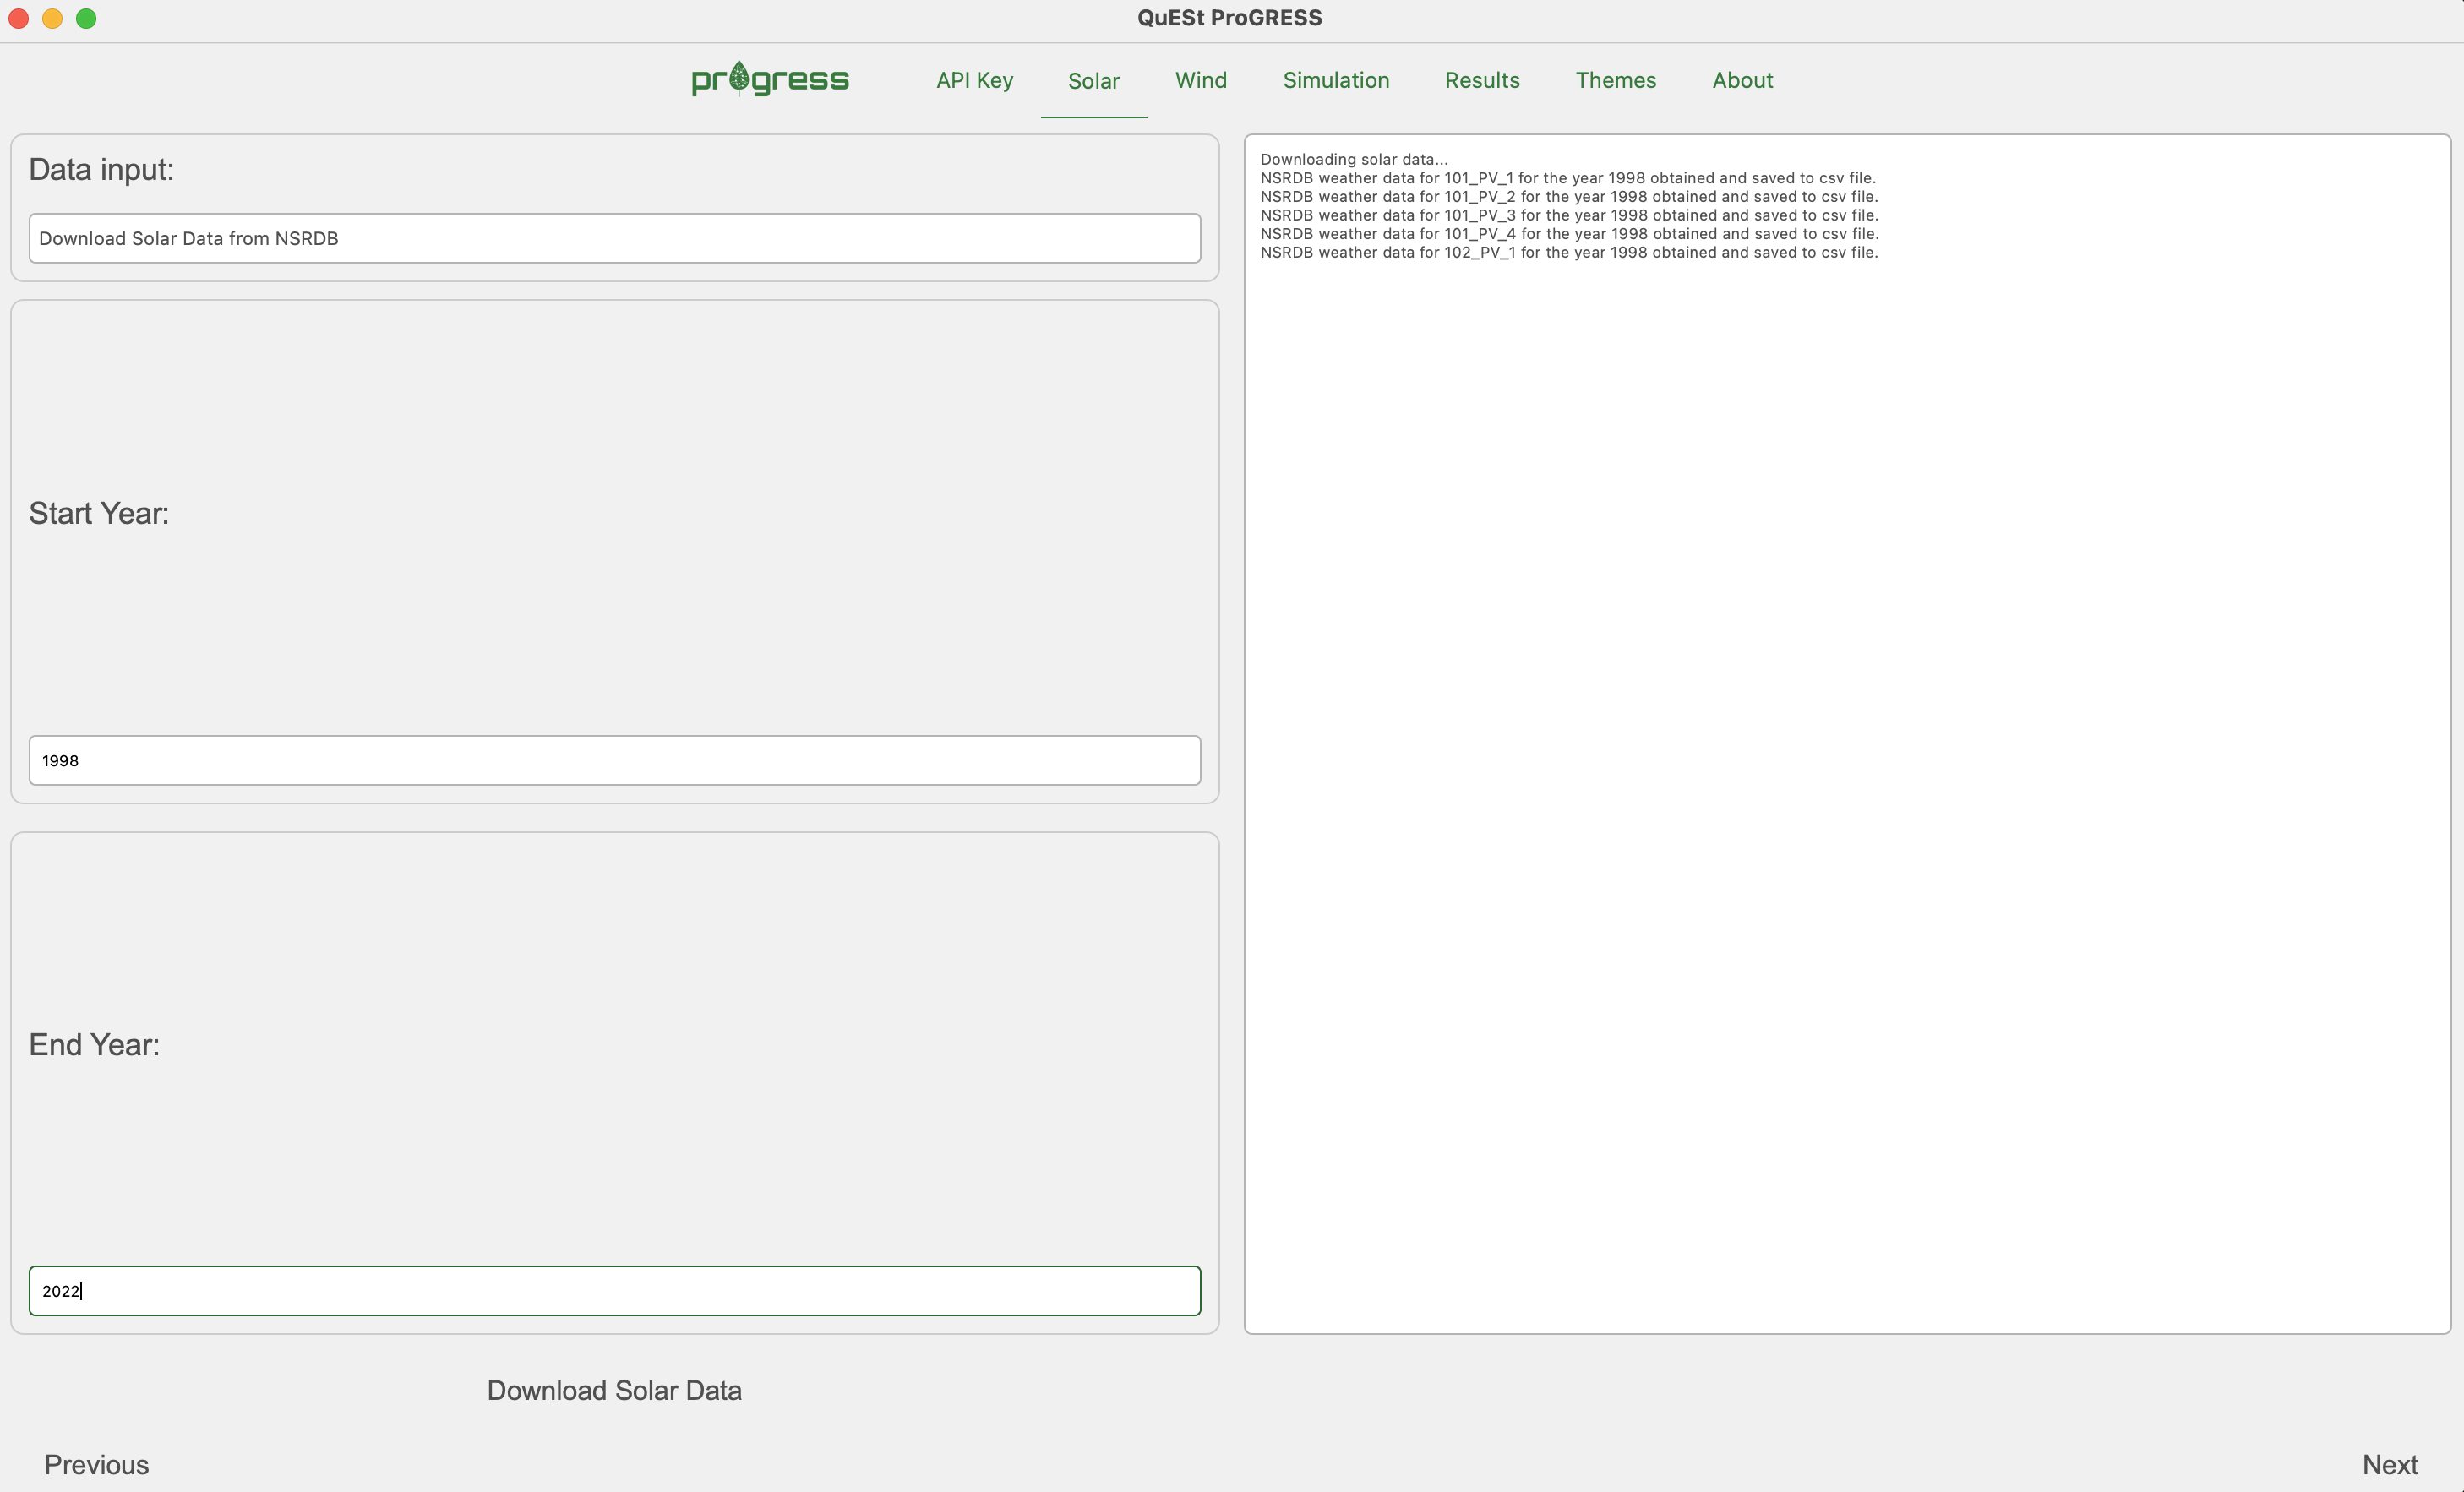 QuESt ProGRESS
progress
API Key
Solar
Wind
Simulation
Results
Themes
About
Data input:
Download Solar Data from NSRDB
Start Year:
1998
End Year:
2022
Downloading solar data...
NSRDB weather data for 101_PV_1 for the year 1998 obtained and saved to csv file.
NSRDB weather data for 101_PV_2 for the year 1998 obtained and saved to csv file.
NSRDB weather data for 101_PV_3 for the year 1998 obtained and saved to csv file.
NSRDB weather data for 101_PV_4 for the year 1998 obtained and saved to csv file.
NSRDB weather data for 102_PV_1 for the year 1998 obtained and saved to csv file.
Download Solar Data
Previous
Next